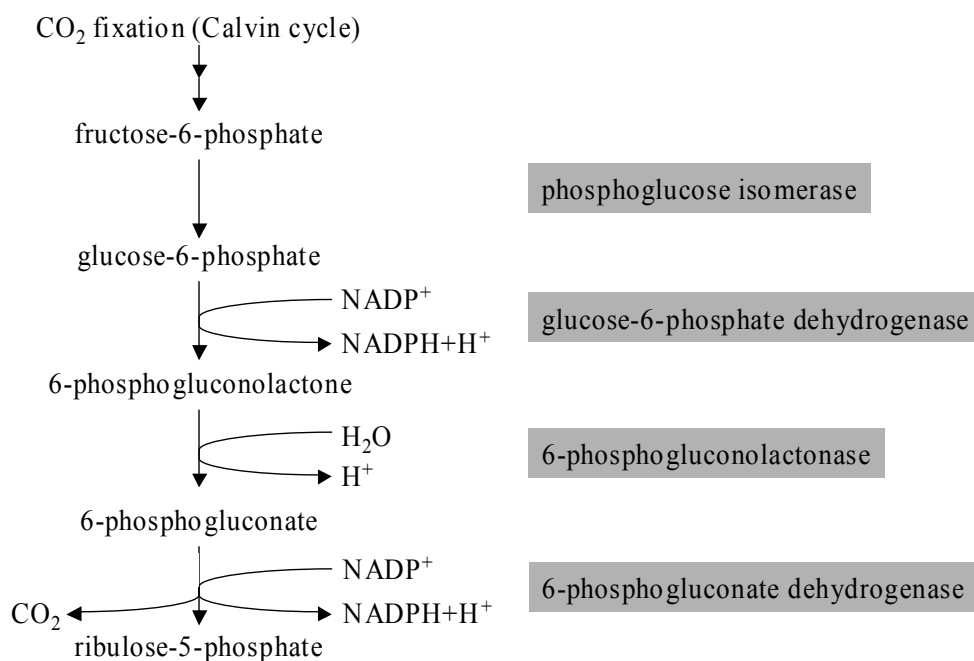 CO₂ fixation (Calvin cycle)
fructose-6-phosphate
phosphoglucose isomerase
glucose-6-phosphate
NADP⁺
glucose-6-phosphate dehydrogenase
NADPH+H⁺
6-phosphogluconolactone
H₂O
6-phosphogluconolactonase
H⁺
6-phosphogluconate
NADP⁺
6-phosphogluconate dehydrogenase
CO₂
NADPH+H⁺
ribulose-5-phosphate